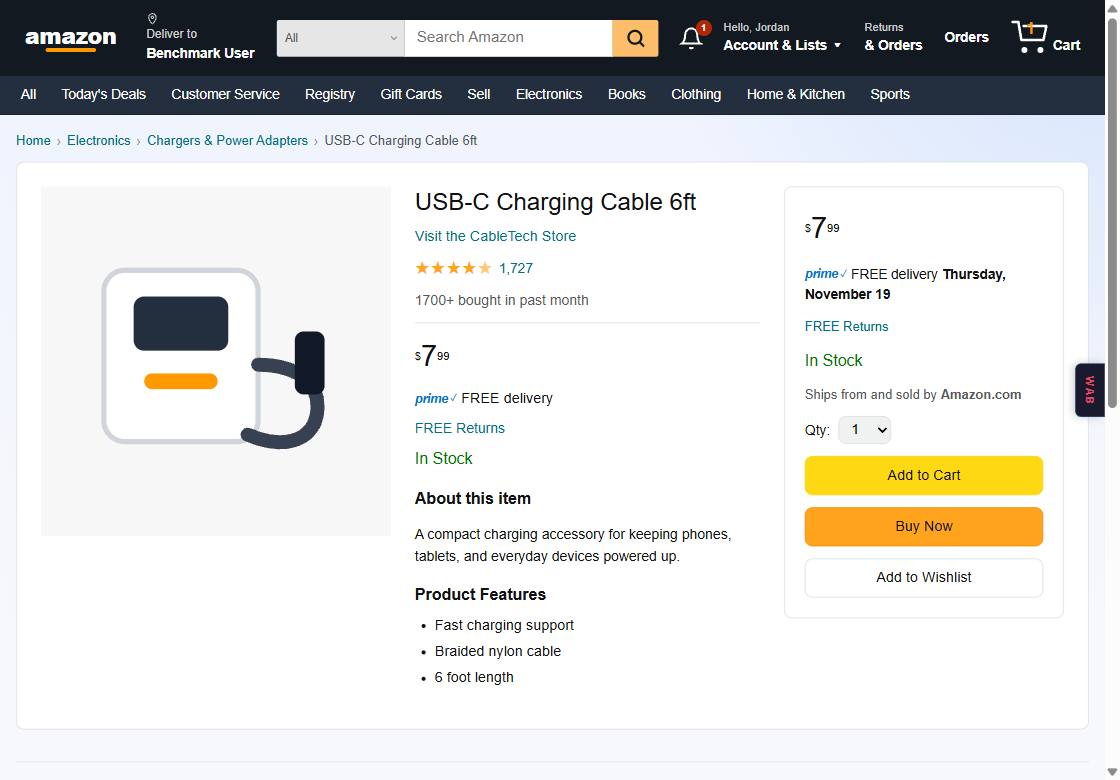 amazon
Deliver to
Benchmark User
All
Search Amazon
1
Hello, Jordan
Account & Lists
Returns
& Orders
Orders
1
Cart
All
Today's Deals
Customer Service
Registry
Gift Cards
Sell
Electronics
Books
Clothing
Home & Kitchen
Sports
Home › Electronics › Chargers & Power Adapters › USB-C Charging Cable 6ft
USB-C Charging Cable 6ft
Visit the CableTech Store
★★★★★ 1,727
1700+ bought in past month
$799
prime✓ FREE delivery
FREE Returns
In Stock
About this item
A compact charging accessory for keeping phones,
tablets, and everyday devices powered up.
Product Features
• Fast charging support
• Braided nylon cable
• 6 foot length
$799
prime✓ FREE delivery Thursday,
November 19
FREE Returns
In Stock
Ships from and sold by Amazon.com
Qty: 1
Add to Cart
Buy Now
Add to Wishlist
WAB